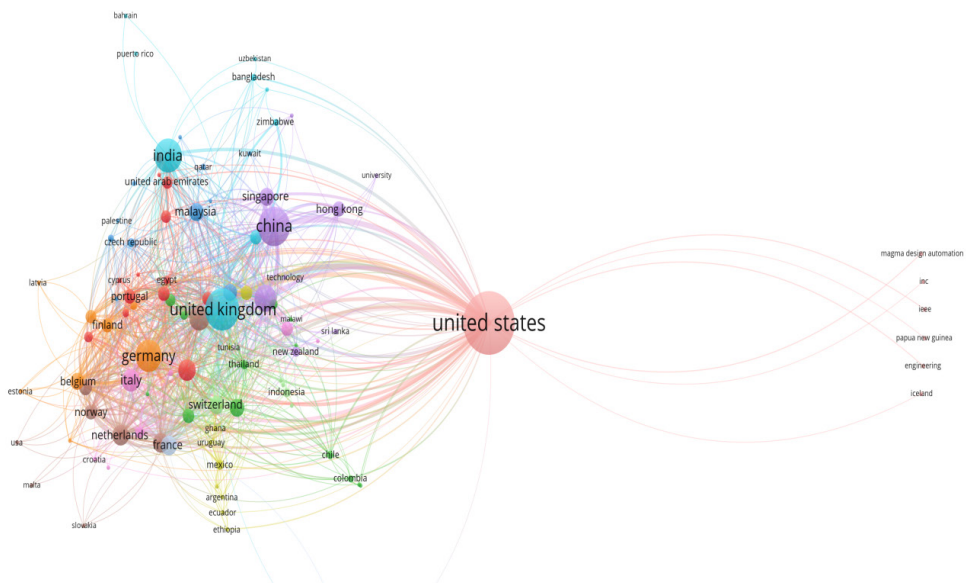 bahrain
puerto rico
uzbekistan
bangladesh
zimbabwe
india
kuwait
qatar
university
united arab emirates
singapore
malaysia
hong kong
palestine
china
czech republic
magma design automation
cyprus
egypt
technology
latvia
inc
portugal
united kingdom
ieee
malawi
finland
united states
sri lanka
papua new guinea
tunisia
germany
new zealand
thailand
engineering
belgium
italy
estonia
indonesia
iceland
switzerland
norway
ghana
netherlands
usa
france
uruguay
chile
croatia
mexico
colombia
malta
argentina
ecuador
slovakia
ethiopia